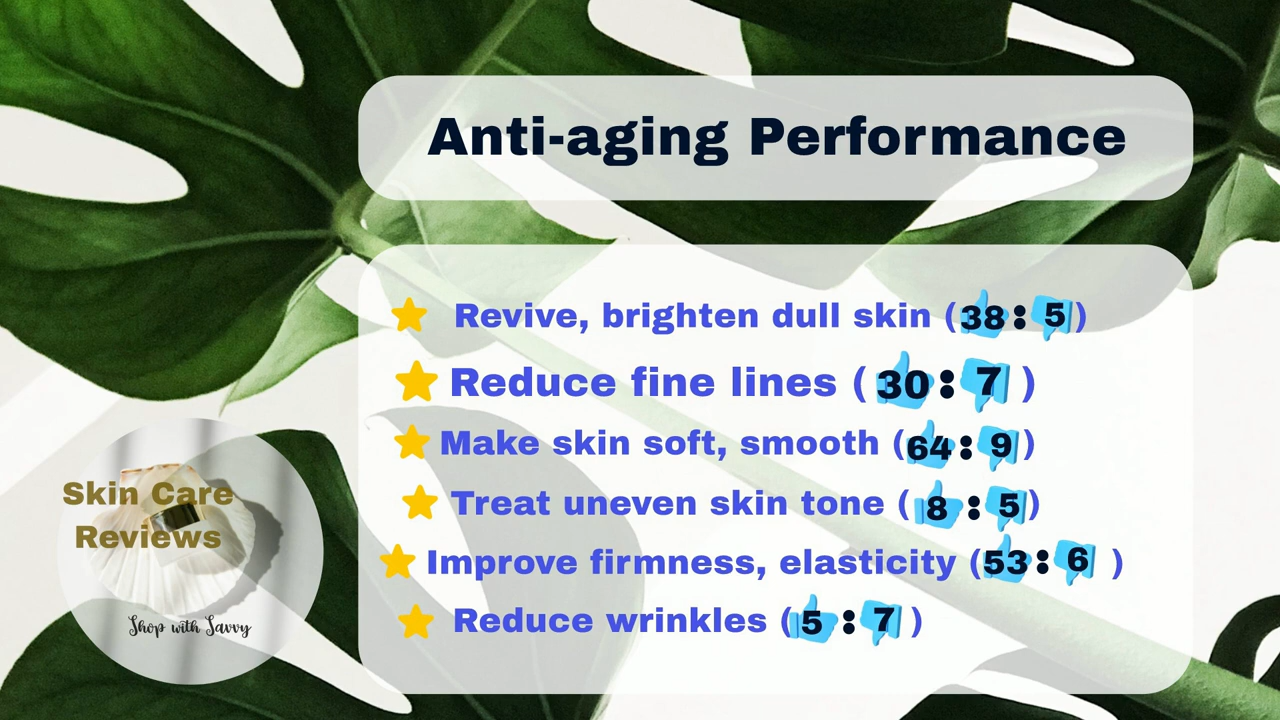 Anti-aging Performance
Revive, brighten dull skin (38:5)
Reduce fine lines (30:7)
Make skin soft, smooth (64:9)
Treat uneven skin tone (8:5)
Improve firmness, elasticity (53:6)
Reduce wrinkles (5:7)
Skin Care
Reviews
Shop with Savvy